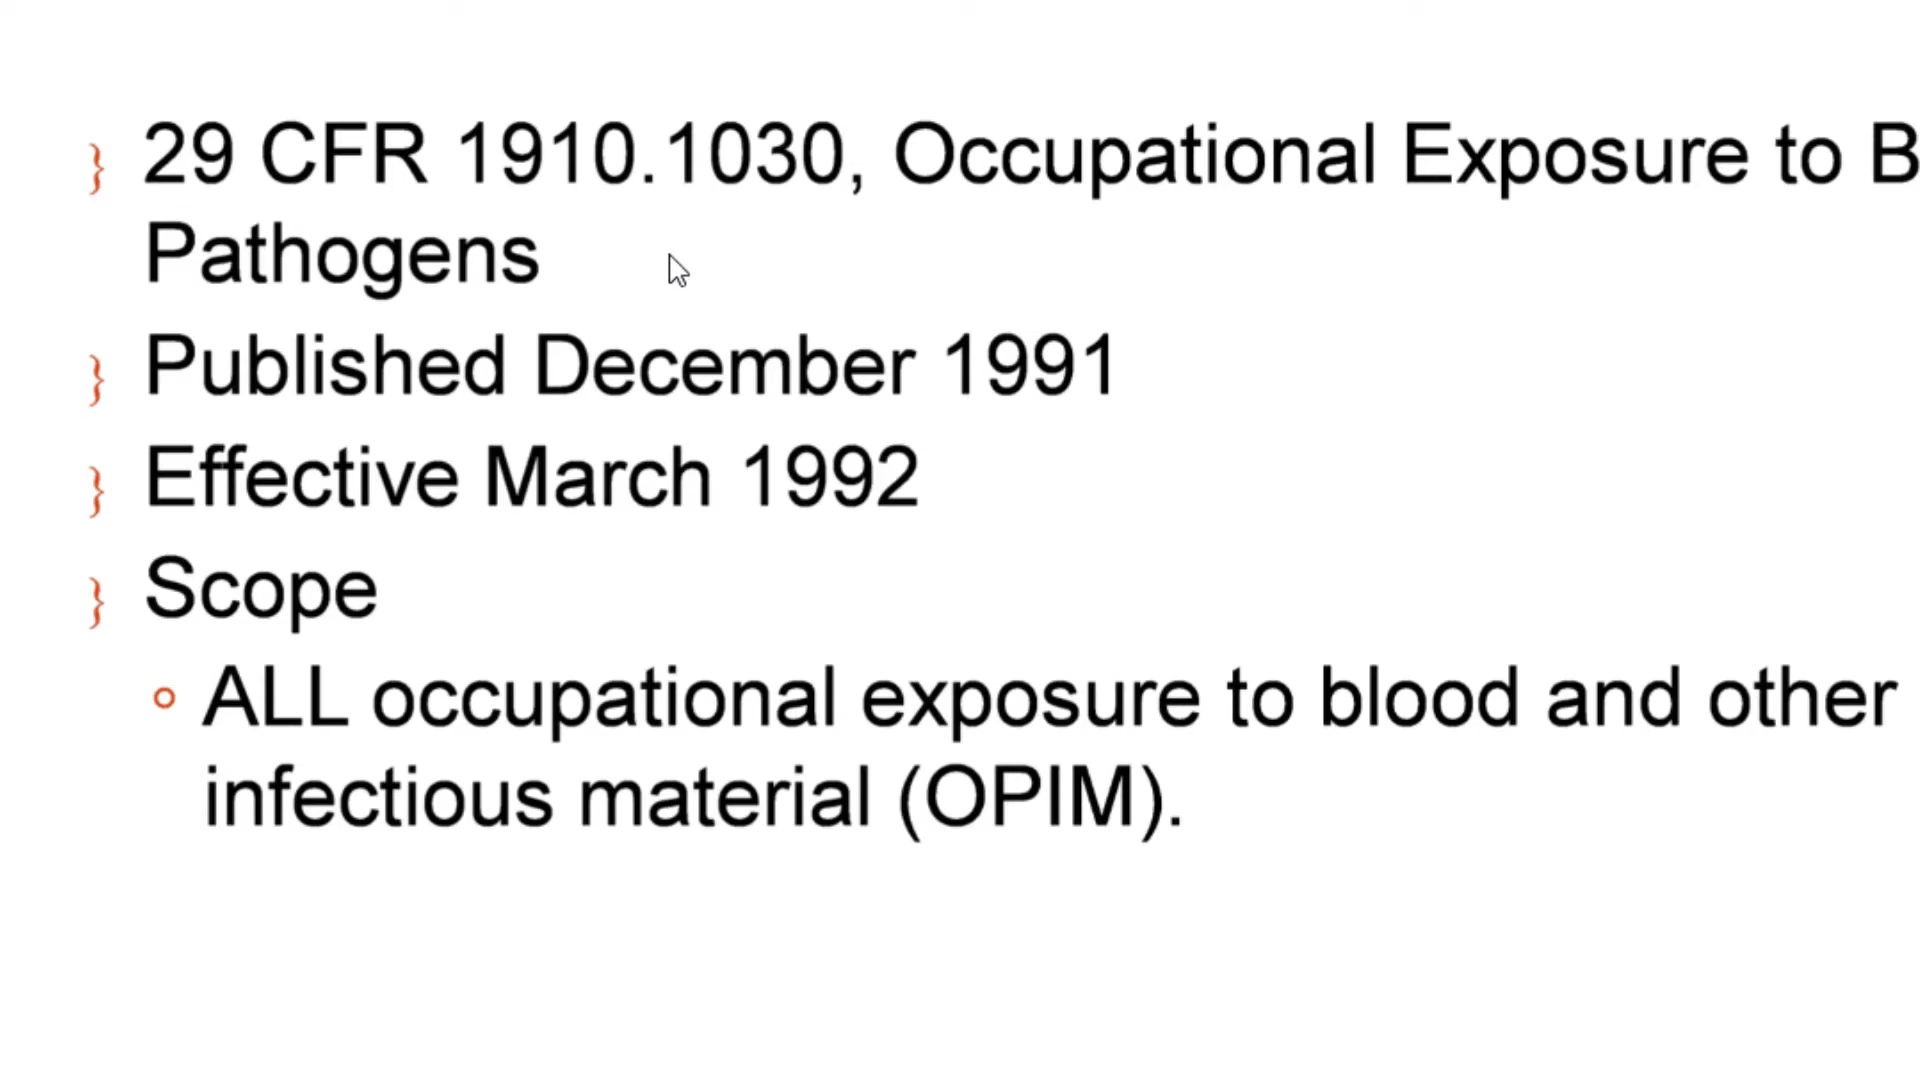 29 CFR 1910.1030, Occupational Exposure to B
Pathogens
Published December 1991
Effective March 1992
Scope
ALL occupational exposure to blood and other
infectious material (OPIM).